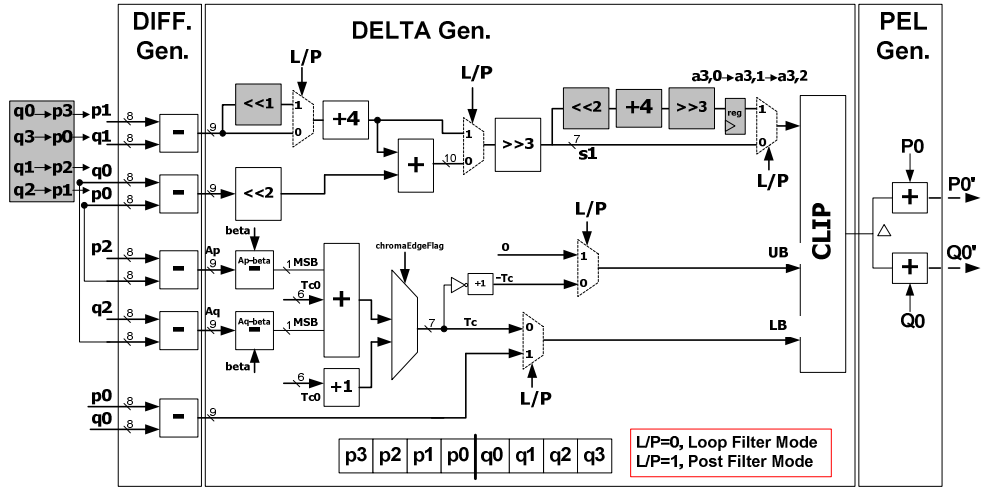 DIFF. Gen.
DELTA Gen.
PEL Gen.
q0→p3→p1
q3→p0→q1
q1→p2→q0
q2→p1→p0
8
8
8
8
-
-
9
9
L/P
<<1
1
0
+4
<<2
+
10
L/P
1
0
>>3
7
s1
a3,0→a3,1→a3,2
<<2
+4
>>3
reg
1
0
L/P
CLIP
P0
+
P0'
△
+
Q0'
Q0
p2
8
8
-
Ap
9
beta
Ap-beta
-
1
MSB
6
Tc0
+
q2
8
8
-
Aq
9
Aq-beta
-
beta
1
MSB
6
Tc0
+1
chromaEdgeFlag
7
+1
-Tc
0
L/P
1
0
UB
Tc
0
1
L/P
LB
p0
8
q0
8
-
9
p3 p2 p1 p0 q0 q1 q2 q3
L/P=0, Loop Filter Mode
L/P=1, Post Filter Mode